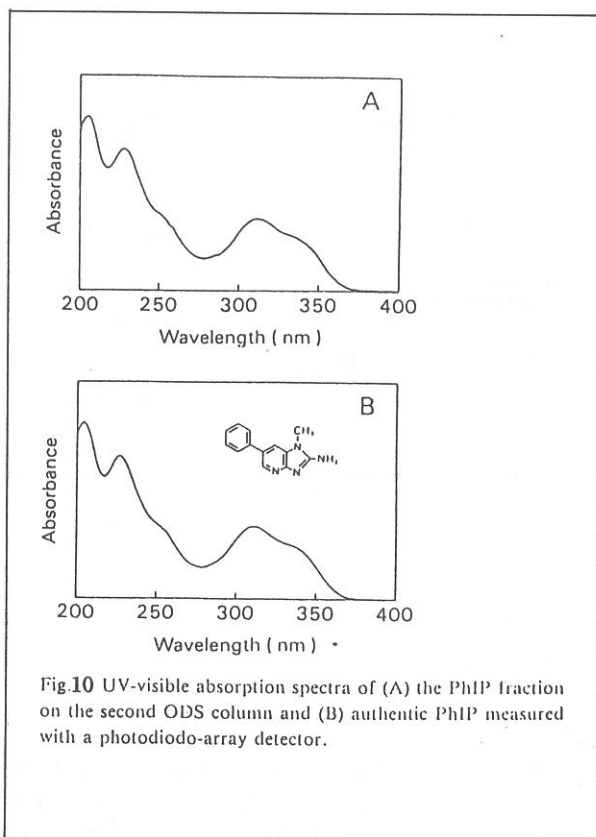 A
Absorbance
200 250 300 350 400
Wavelength ( nm )
B
CH₃
N
NH₂
N
N
Absorbance
200 250 300 350 400
Wavelength ( nm )
Fig.10 UV-visible absorption spectra of (A) the PhIP fraction
on the second ODS column and (B) authentic PhIP measured
with a photodiodo-array detector.